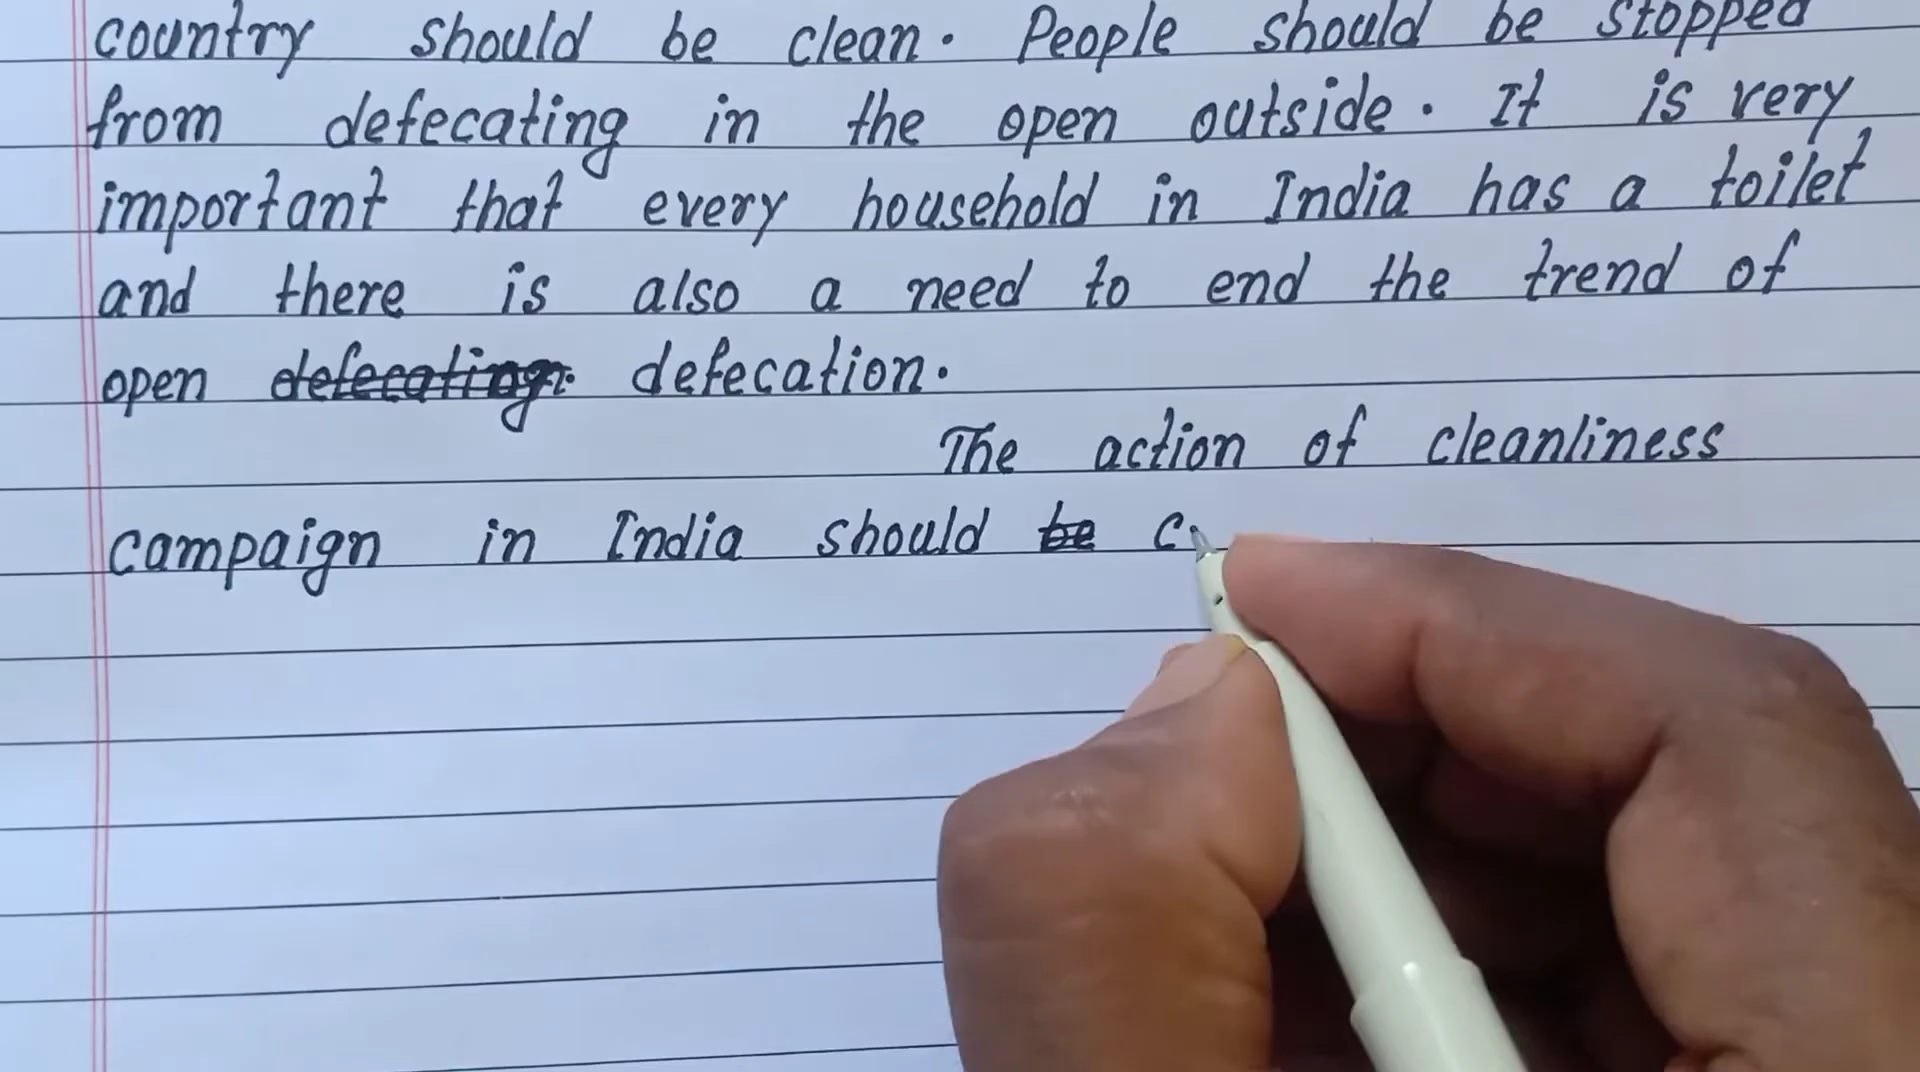 country should be clean. People should be stopped
from defecating in the open outside. It is very
important that every household in India has a toilet
and there is also a need to end the trend of
open defecating. defecation.
The action of cleanliness
campaign in India should be c